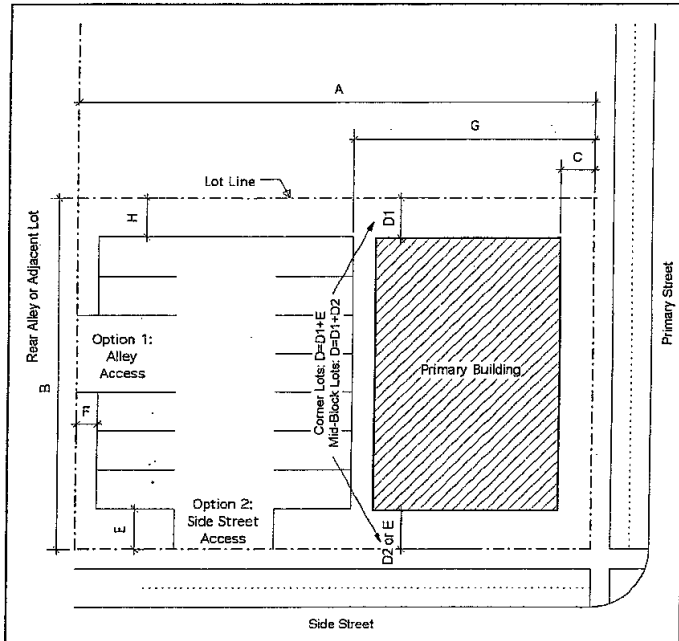 A
G
C
Lot Line
H
D1
Rear Alley or Adjacent Lot
Primary Street
Option 1:
Alley
Access
Corner Lots: D=D1+E
Mid-Block Lots: D=D1+D2
Primary Building
B
F
Option 2:
Side Street
Access
E
D2 or E
Side Street